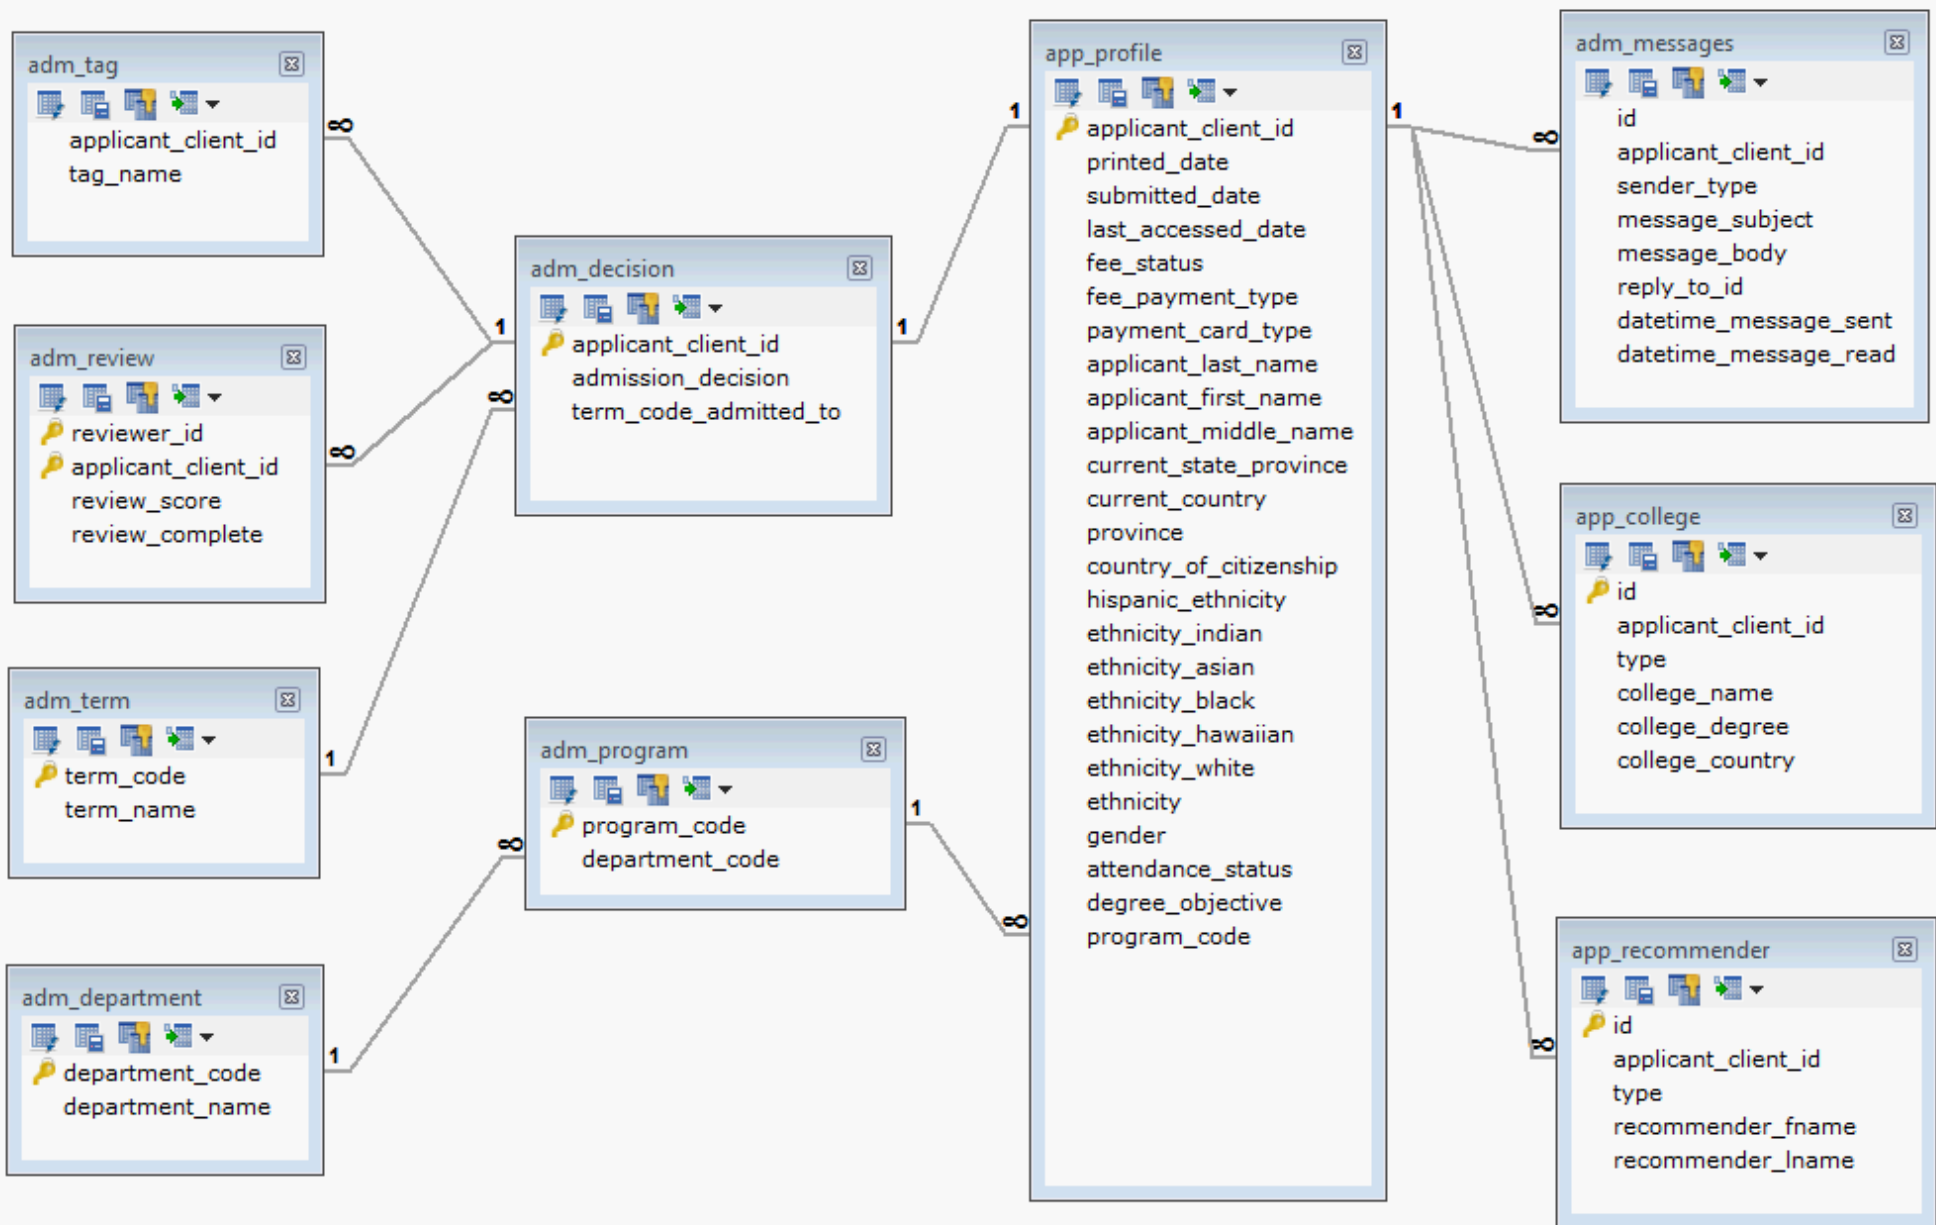 adm_tag
applicant_client_id
tag_name
∞
adm_review
reviewer_id
applicant_client_id
review_score
review_complete
∞
adm_term
term_code
term_name
1
adm_department
department_code
department_name
1
adm_decision
applicant_client_id
admission_decision
term_code_admitted_to
1
∞
1
adm_program
program_code
department_code
∞
1
app_profile
applicant_client_id
printed_date
submitted_date
last_accessed_date
fee_status
fee_payment_type
payment_card_type
applicant_last_name
applicant_first_name
applicant_middle_name
current_state_province
current_country
province
country_of_citizenship
hispanic_ethnicity
ethnicity_indian
ethnicity_asian
ethnicity_black
ethnicity_hawaiian
ethnicity_white
ethnicity
gender
attendance_status
degree_objective
program_code
1
∞
1
adm_messages
id
applicant_client_id
sender_type
message_subject
message_body
reply_to_id
datetime_message_sent
datetime_message_read
∞
app_college
id
applicant_client_id
type
college_name
college_degree
college_country
∞
app_recommender
id
applicant_client_id
type
recommender_fname
recommender_lname
∞